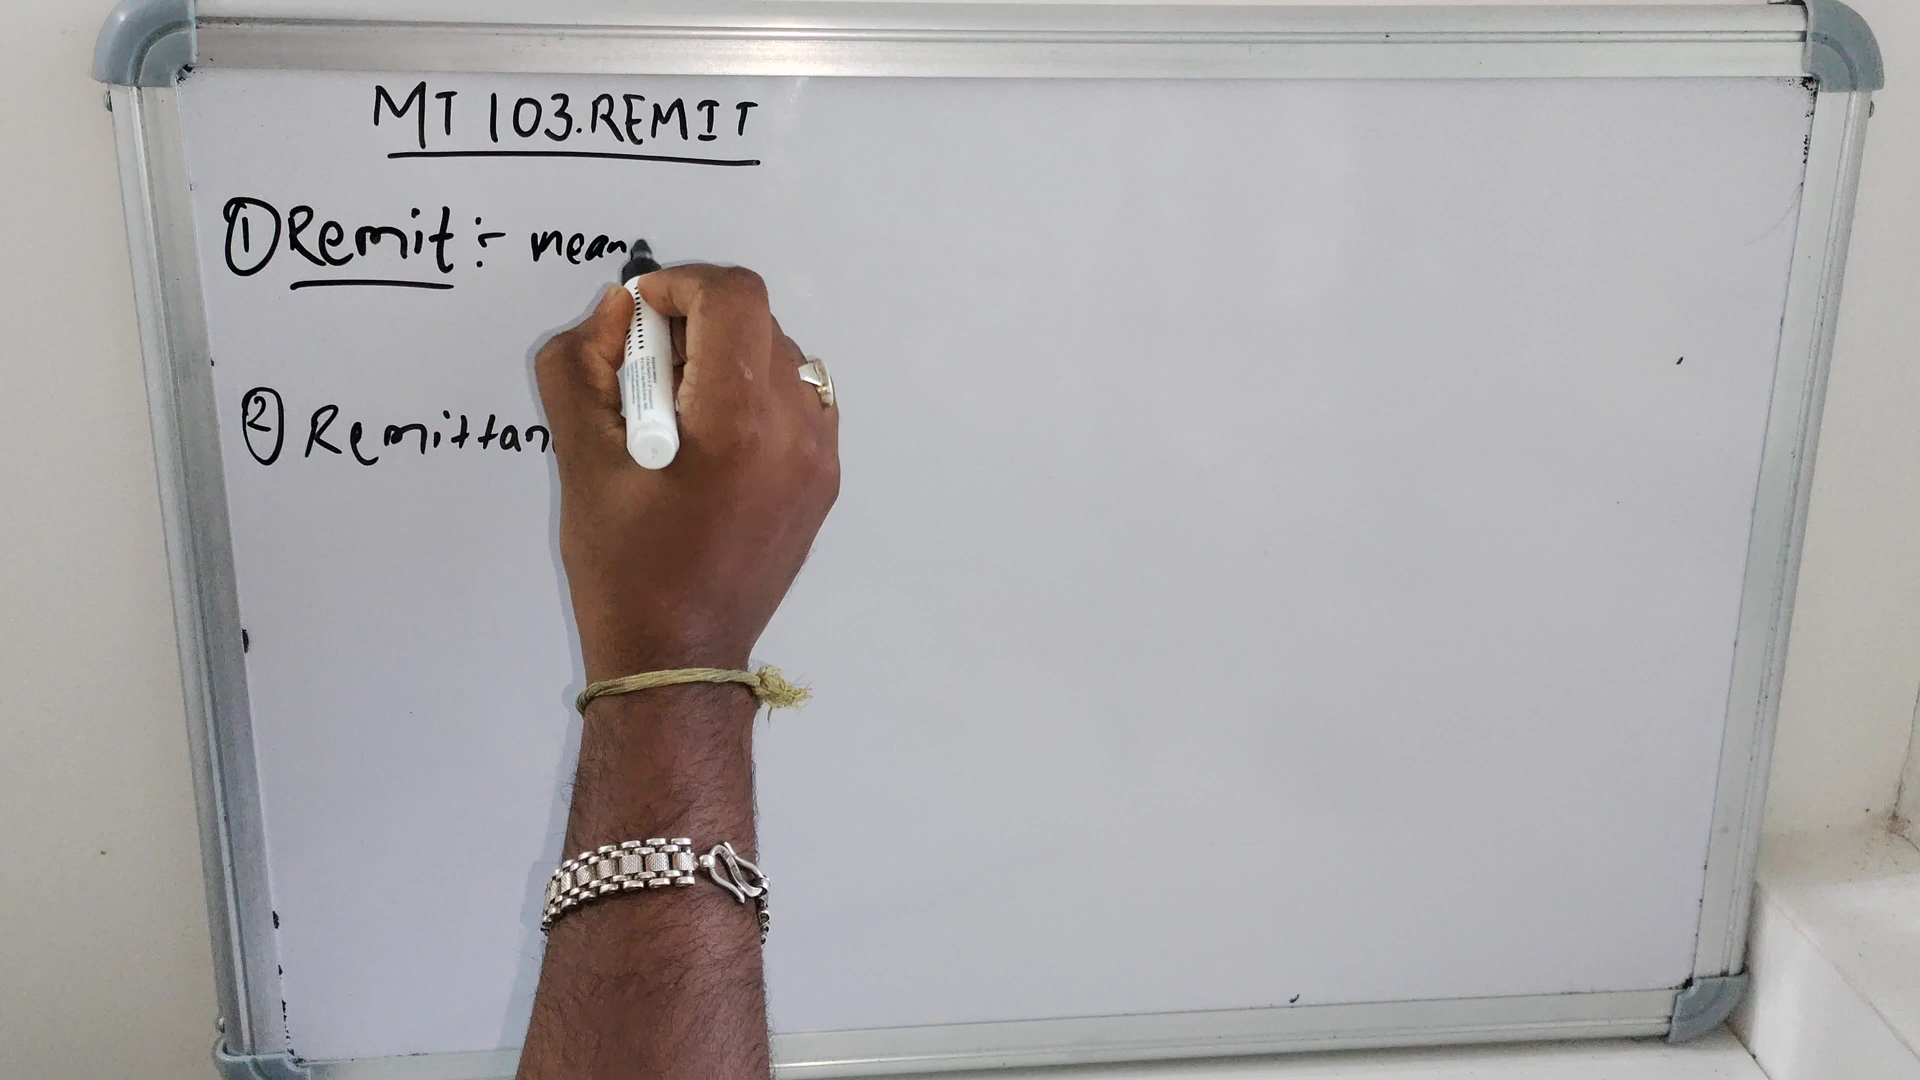 MT 103.REMIT
① Remit :- mean
② Remittan